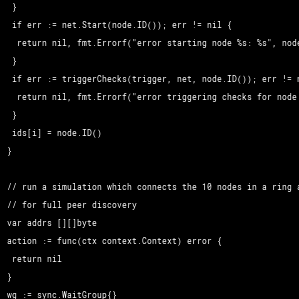 }
if err := net.Start(node.ID()); err != nil {
return nil, fmt.Errorf("error starting node %s: %s", node
}
if err := triggerChecks(trigger, net, node.ID()); err !=
return nil, fmt.Errorf("error triggering checks for node
}
ids[i] = node.ID()
}
// run a simulation which connects the 10 nodes in a ring
// for full peer discovery
var addrs [][]byte
action := func(ctx context.Context) error {
return nil
}
wg := sync.WaitGroup{}